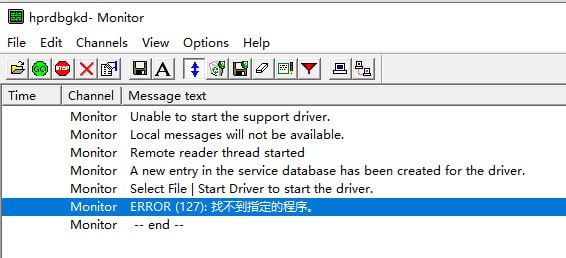 hprdbgkd- Monitor
File Edit Channels View Options Help
GO STOP A
Time Channel Message text
Monitor Unable to start the support driver.
Monitor Local messages will not be available.
Monitor Remote reader thread started
Monitor A new entry in the service database has been created for the driver.
Monitor Select File | Start Driver to start the driver.
Monitor ERROR (127): 找不到指定的程序。
Monitor -- end --